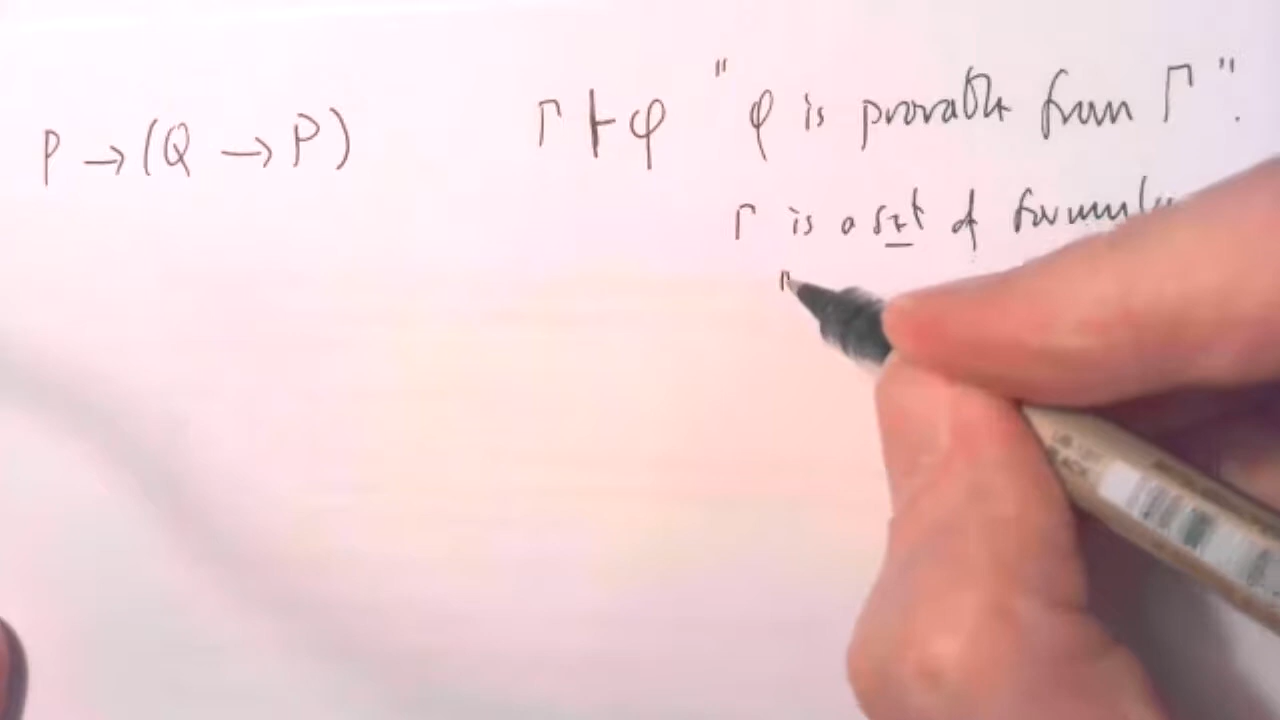 P → (Q → P)
Γ ⊢ φ "φ is provable from Γ".
Γ is a set of